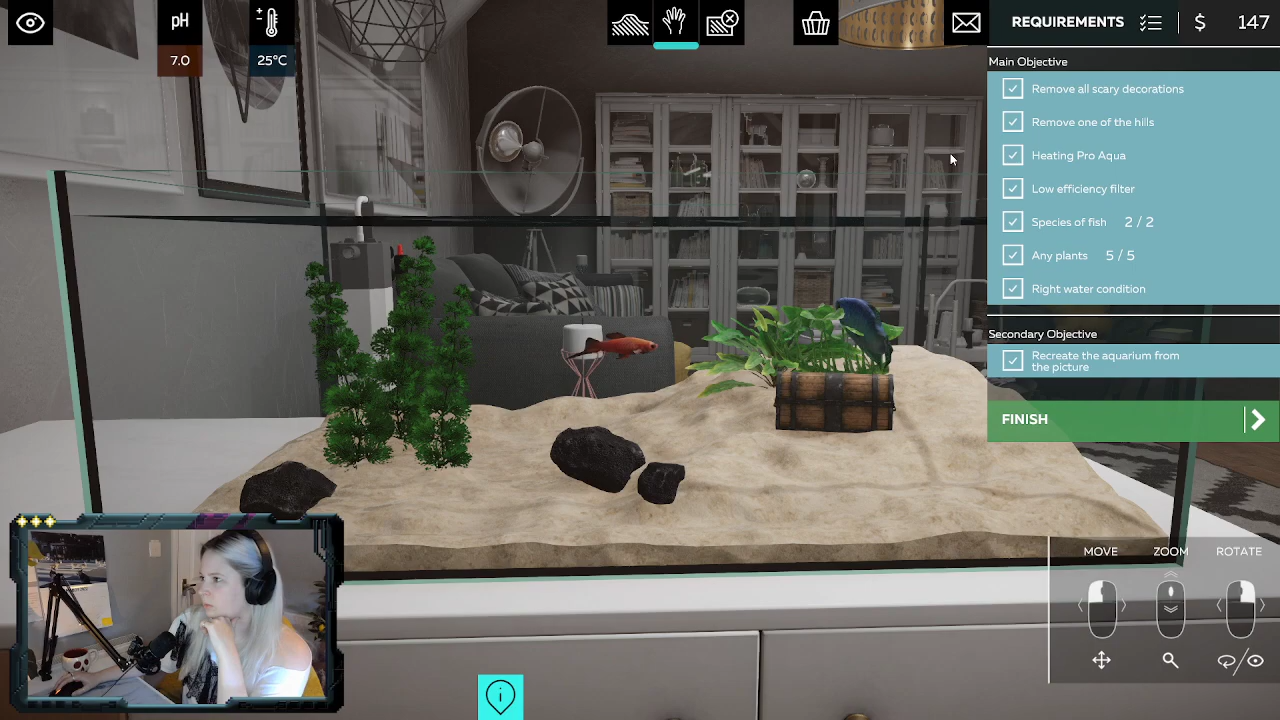 pH
7.0
25°C
REQUIREMENTS
$ 147
Main Objective
Remove all scary decorations
Remove one of the hills
Heating Pro Aqua
Low efficiency filter
Species of fish 2 / 2
Any plants 5 / 5
Right water condition
Secondary Objective
Recreate the aquarium from
the picture
FINISH
MOVE ZOOM ROTATE